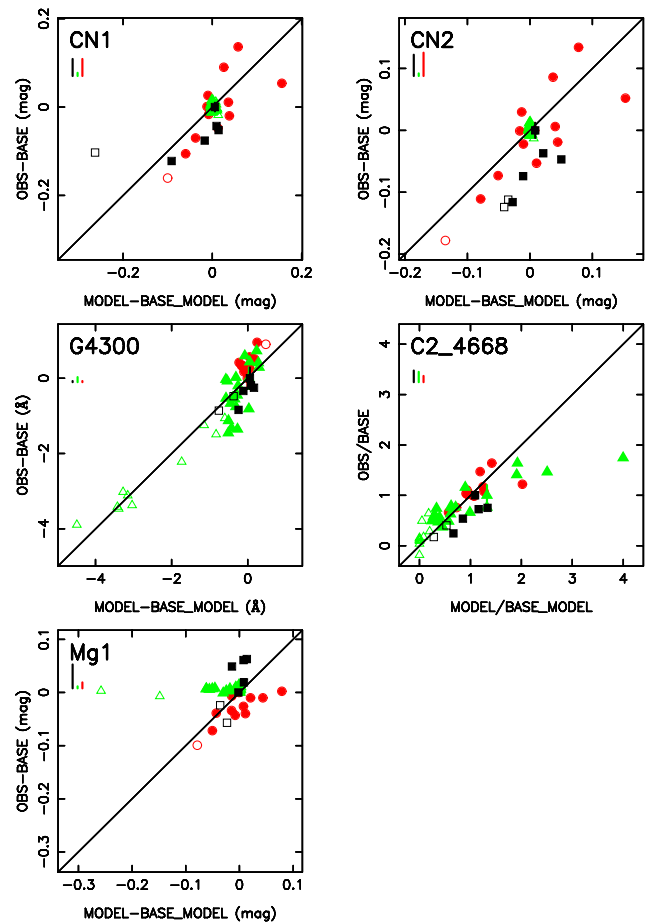 CN1
0.2
0
−0.2
OBS−BASE (mag)
−0.2
0
0.2
MODEL−BASE_MODEL (mag)
CN2
0.1
0
−0.1
−0.2
OBS−BASE (mag)
−0.2
−0.1
0
0.1
MODEL−BASE_MODEL (mag)
G4300
0
−2
−4
OBS−BASE (Å)
−4
−2
0
MODEL−BASE_MODEL (Å)
C2_4668
4
3
2
1
0
OBS/BASE
0
1
2
3
4
MODEL/BASE_MODEL
Mg1
0.1
0
−0.1
−0.2
−0.3
OBS−BASE (mag)
−0.3
−0.2
−0.1
0
0.1
MODEL−BASE_MODEL (mag)